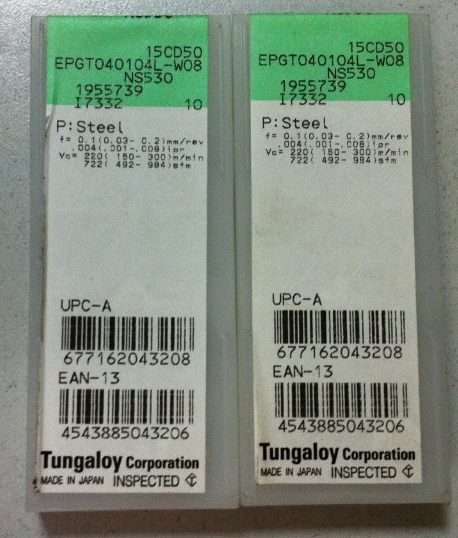 15CD50
EPGT040104L-W08
NS530
1955739
I7332 10
P:Steel
f= 0.1(0.03- 0.2)mm/rev
.004(.001-.008)ipr
Vc= 220( 150- 300)m/min
722( 492- 984)sfm
UPC-A
677162043208
EAN-13
4543885043206
Tungaloy Corporation
MADE IN JAPAN INSPECTED
15CD50
EPGT040104L-W08
NS530
1955739
I7332 10
P:Steel
f= 0.1(0.03- 0.2)mm/rev
.004(.001-.008)ipr
Vc= 220( 150- 300)m/min
722( 492- 984)sfm
UPC-A
677162043208
EAN-13
4543885043206
Tungaloy Corporation
MADE IN JAPAN INSPECTED